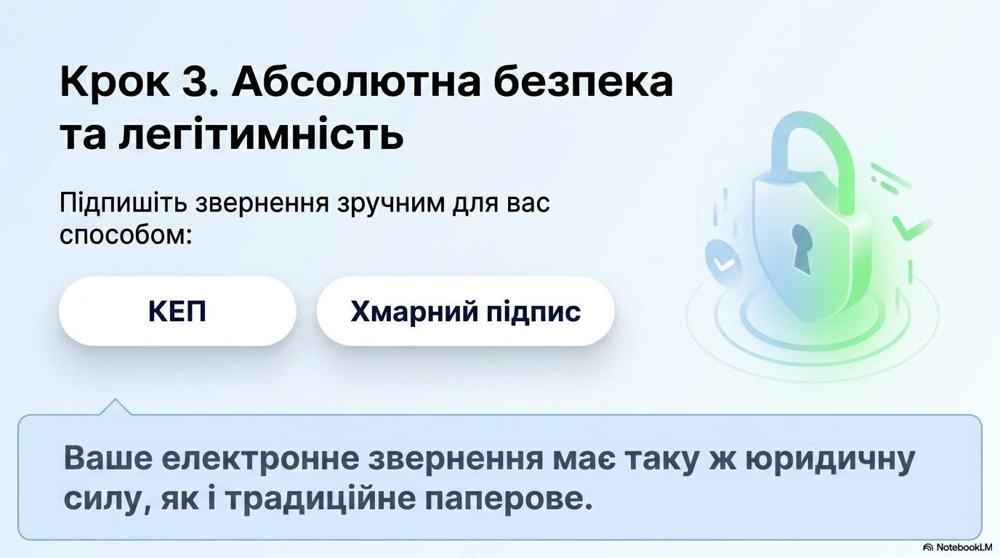 Крок 3. Абсолютна безпека
та легітимність
Підпишіть звернення зручним для вас
способом:
КЕП
Хмарний підпис
Ваше електронне звернення має таку ж юридичну
силу, як і традиційне паперове.
NotebookLM